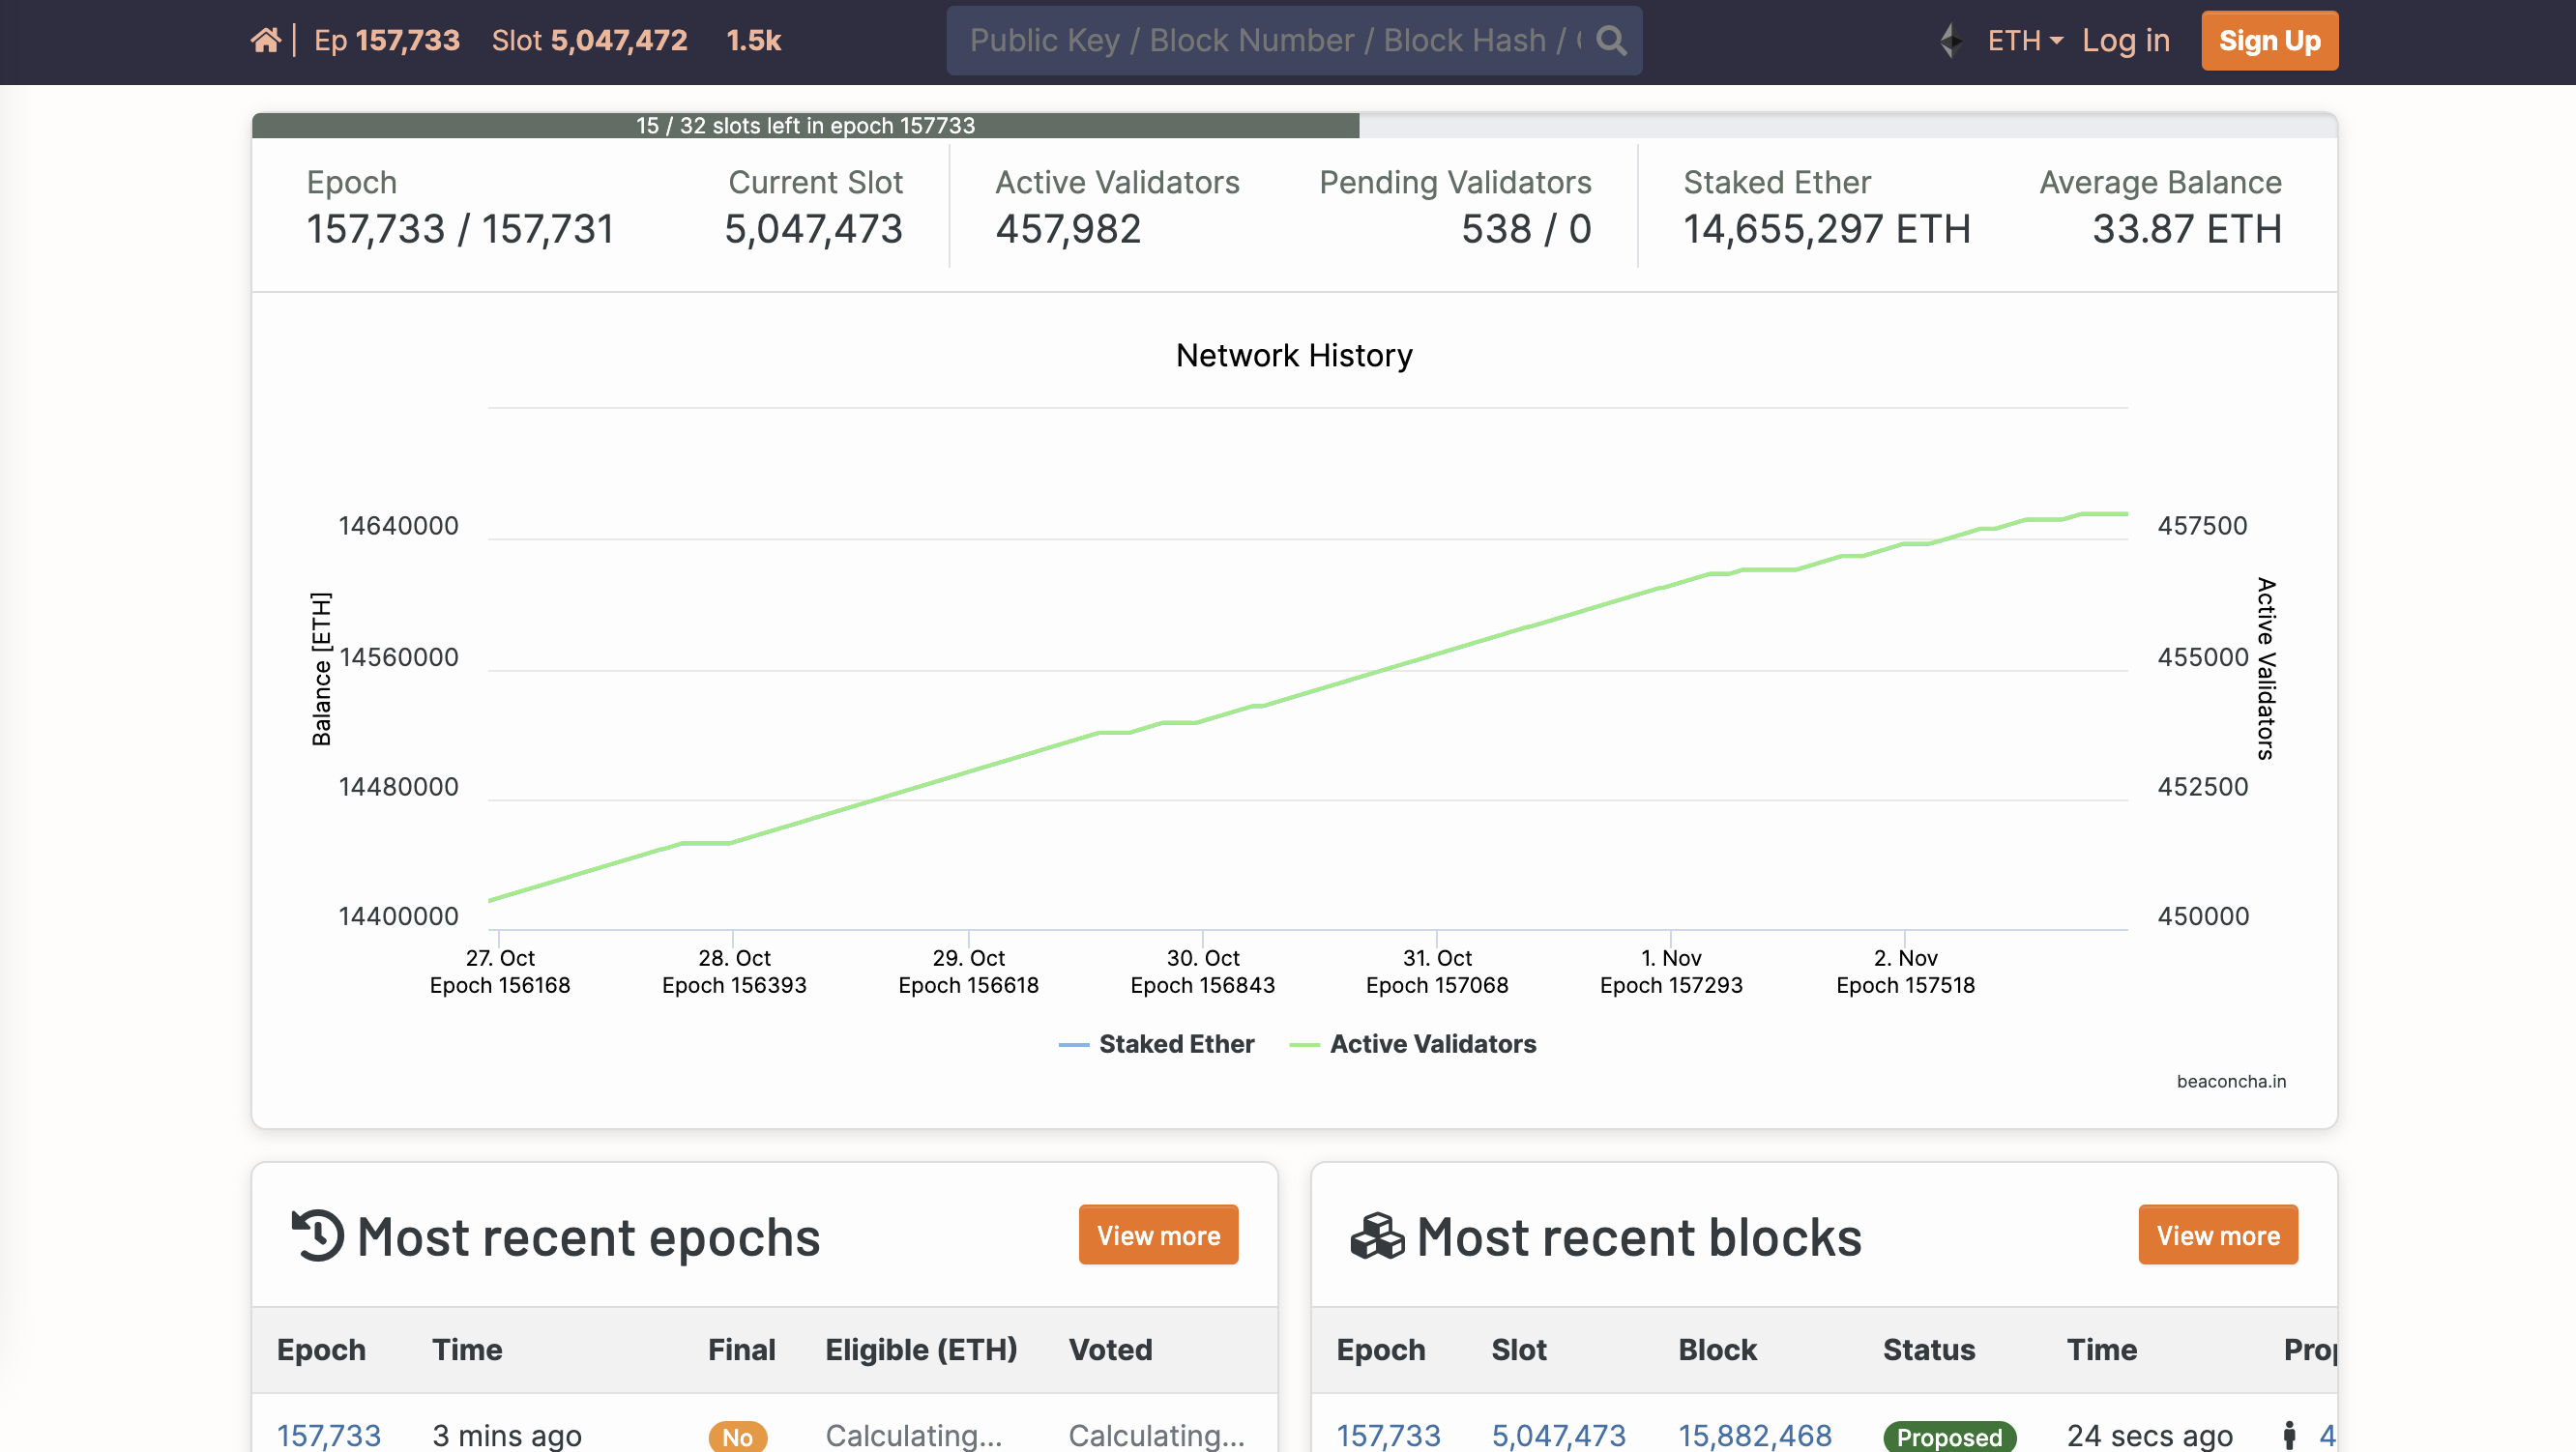 Ep 157,733 Slot 5,047,472 1.5k
Public Key / Block Number / Block Hash /
ETH Log in Sign Up
15 / 32 slots left in epoch 157733
Epoch Current Slot Active Validators Pending Validators Staked Ether Average Balance
157,733 / 157,731 5,047,473 457,982 538 / 0 14,655,297 ETH 33.87 ETH
Network History
14640000 457500
14560000 455000
14480000 452500
14400000 450000
Balance [ETH]
Active Validators
27. Oct 28. Oct 29. Oct 30. Oct 31. Oct 1. Nov 2. Nov
Epoch 156168 Epoch 156393 Epoch 156618 Epoch 156843 Epoch 157068 Epoch 157293 Epoch 157518
Staked Ether Active Validators
beaconcha.in
Most recent epochs View more
Epoch Time Final Eligible (ETH) Voted
157,733 3 mins ago No Calculating... Calculating...
Most recent blocks View more
Epoch Slot Block Status Time
157,733 5,047,473 15,882,468 Proposed 24 secs ago 4